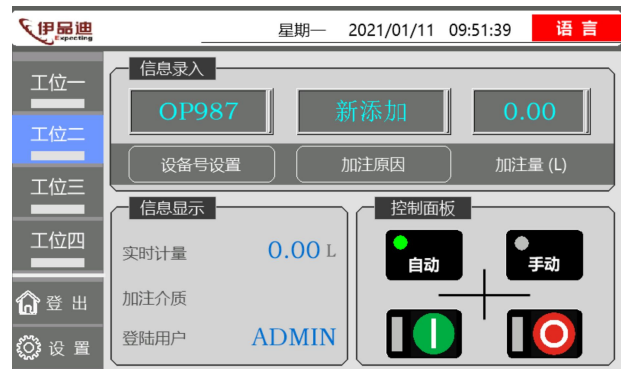 伊品迪
Expecting
星期一 2021/01/11 09:51:39 语言
工位一
工位二
工位三
工位四
登出
设置
信息录入
OP987 新添加 0.00
设备号设置 加注原因 加注量 (L)
信息显示
实时计量 0.00 L
加注介质
登陆用户 ADMIN
控制面板
自动 手动